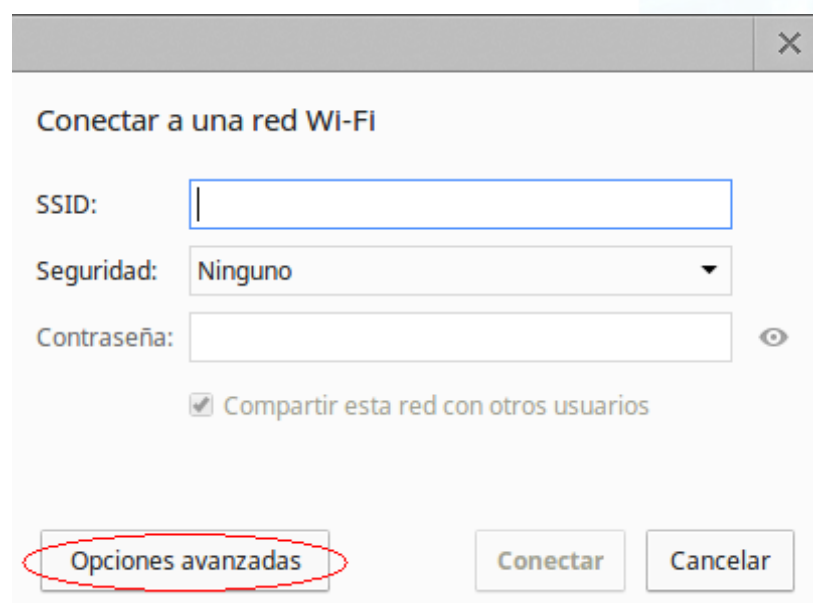 Conectar a una red Wi-Fi
SSID:
Seguridad: Ninguno
Contraseña:
Compartir esta red con otros usuarios
Opciones avanzadas Conectar Cancelar